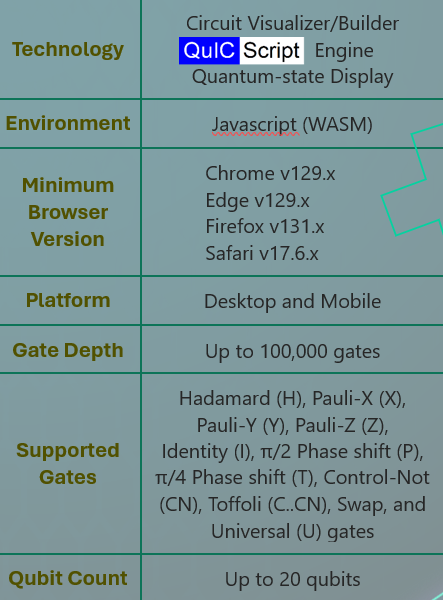 Technology
Circuit Visualizer/Builder
QuIC Script Engine
Quantum-state Display
Environment
Javascript (WASM)
Minimum
Browser
Version
Chrome v129.x
Edge v129.x
Firefox v131.x
Safari v17.6.x
Platform
Desktop and Mobile
Gate Depth
Up to 100,000 gates
Supported
Gates
Hadamard (H), Pauli-X (X),
Pauli-Y (Y), Pauli-Z (Z),
Identity (I), π/2 Phase shift (P),
π/4 Phase shift (T), Control-Not
(CN), Toffoli (C..CN), Swap, and
Universal (U) gates
Qubit Count
Up to 20 qubits